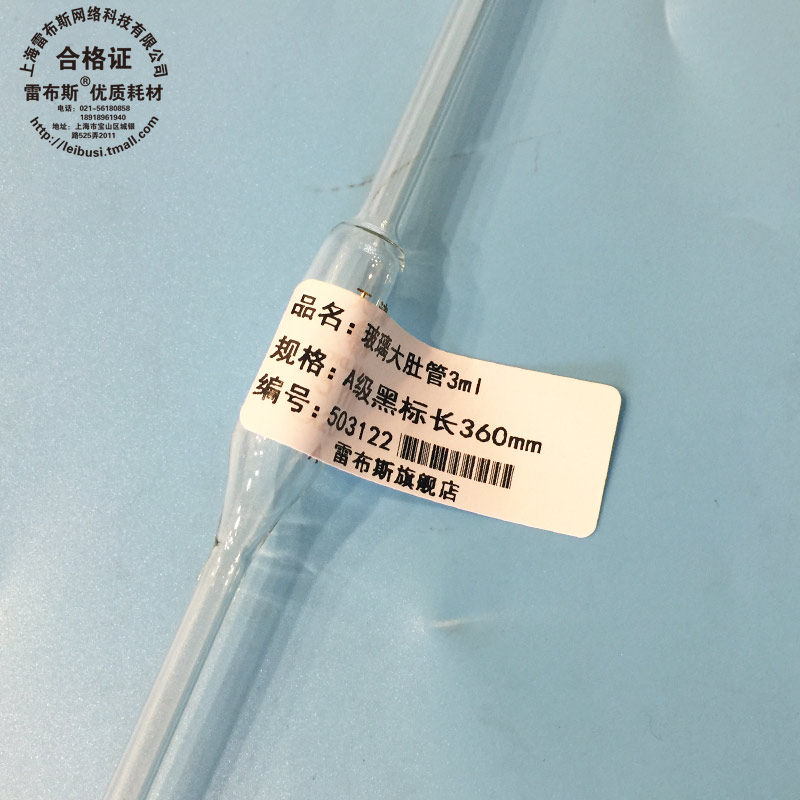 上海雷布斯网络科技有限公司
合格证
雷布斯®优质耗材
电话：021-56180858
18918961940
地址：上海市宝山区城银
路525弄2011
http://leibusi.tmall.com
品名：玻璃大肚管3ml
规格：A级黑标长360mm
编号：503122
雷布斯旗舰店